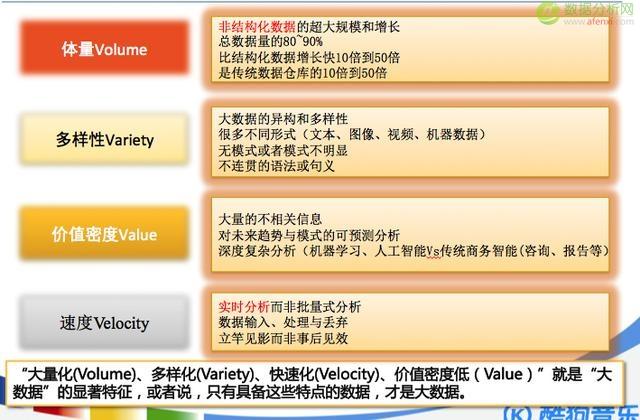 数据分析网
www.afenxi.com
体量Volume
非结构化数据的超大规模和增长
总数据量的80~90%
比结构化数据增长快10倍到50倍
是传统数据仓库的10倍到50倍
多样性Variety
大数据的异构和多样性
很多不同形式（文本、图像、视频、机器数据）
无模式或者模式不明显
不连贯的语法或句义
价值密度Value
大量的不相关信息
对未来趋势与模式的可预测分析
深度复杂分析（机器学习、人工智能Vs传统商务智能(咨询、报告等）
速度Velocity
实时分析而非批量式分析
数据输入、处理与丢弃
立竿见影而非事后见效
“大量化(Volume)、多样化(Variety)、快速化(Velocity)、价值密度低（Value）”就是“大
数据”的显著特征，或者说，只有具备这些特点的数据，才是大数据。
K 酷狗音乐